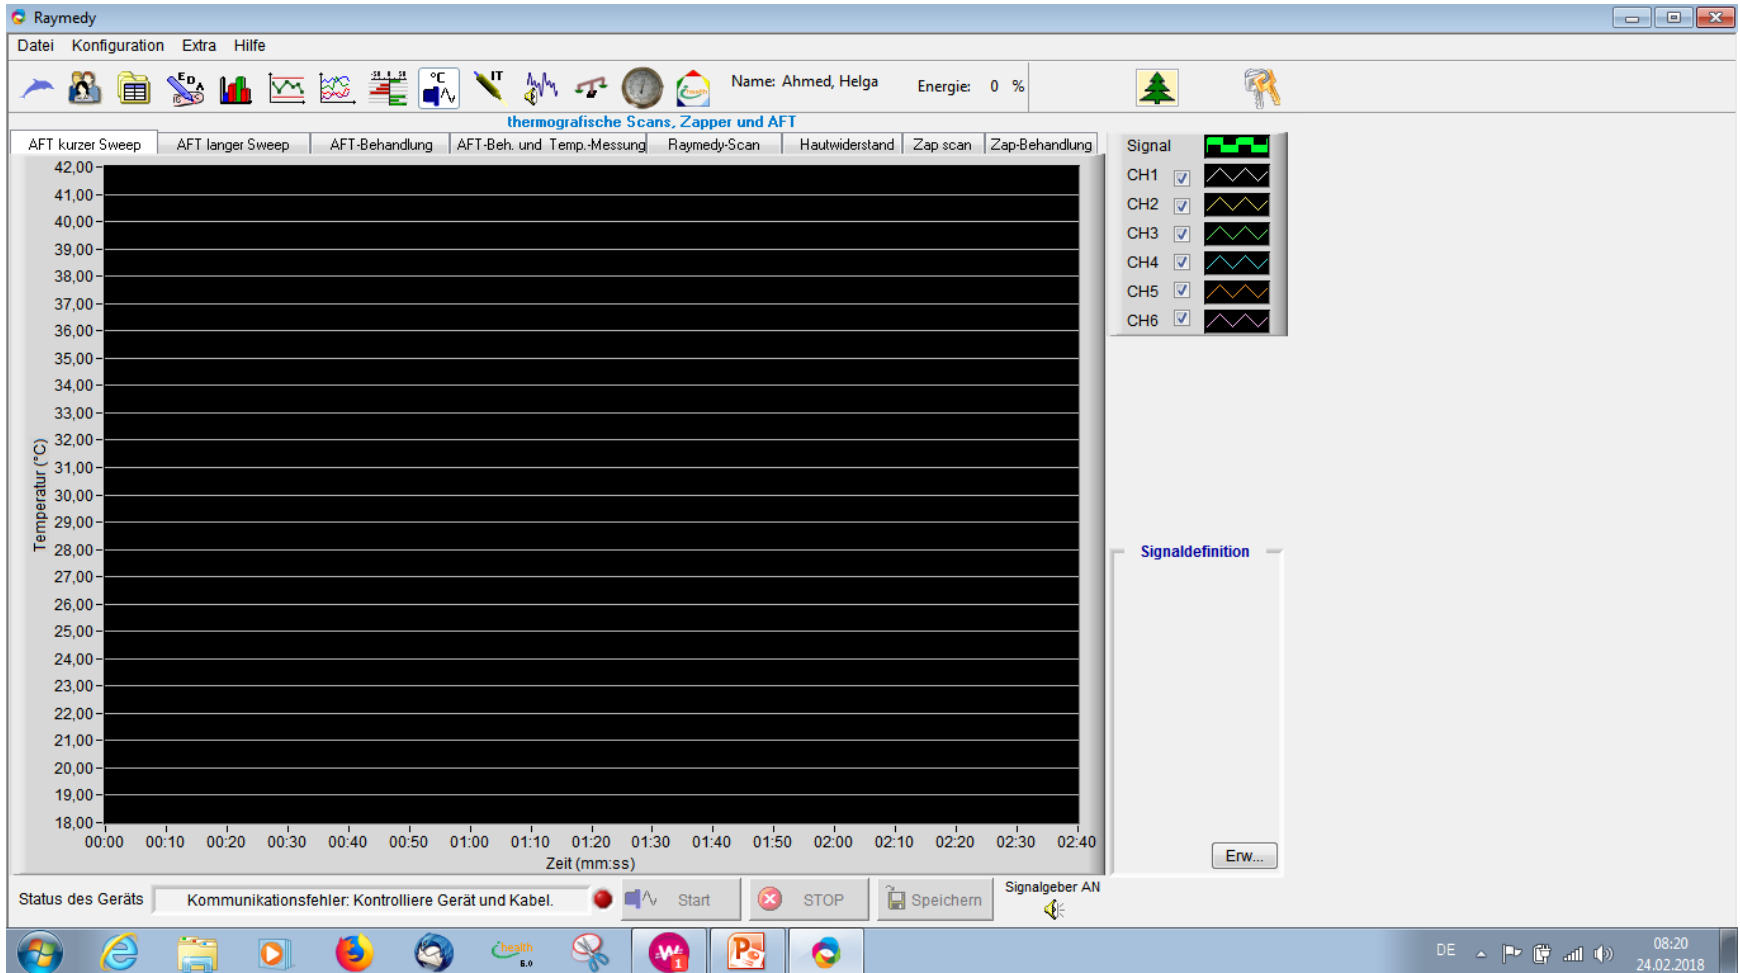 Raymedy
Datei Konfiguration Extra Hilfe
E D A
°C
IT
health
Name: Ahmed, Helga Energie: 0 %
thermografische Scans, Zapper und AFT
AFT kurzer Sweep AFT langer Sweep AFT-Behandlung AFT-Beh. und Temp.-Messung Raymedy-Scan Hautwiderstand Zap scan Zap-Behandlung
Signal
CH1
CH2
CH3
CH4
CH5
CH6
Temperatur (°C)
42,00
41,00
40,00
39,00
38,00
37,00
36,00
35,00
34,00
33,00
32,00
31,00
30,00
29,00
28,00
27,00
26,00
25,00
24,00
23,00
22,00
21,00
20,00
19,00
18,00
00:00 00:10 00:20 00:30 00:40 00:50 01:00 01:10 01:20 01:30 01:40 01:50 02:00 02:10 02:20 02:30 02:40
Zeit (mm:ss)
Signaldefinition
Erw...
Status des Geräts Kommunikationsfehler: Kontrolliere Gerät und Kabel. Start STOP Speichern Signalgeber AN
health
6.0
W
1
P
DE
08:20
24.02.2018